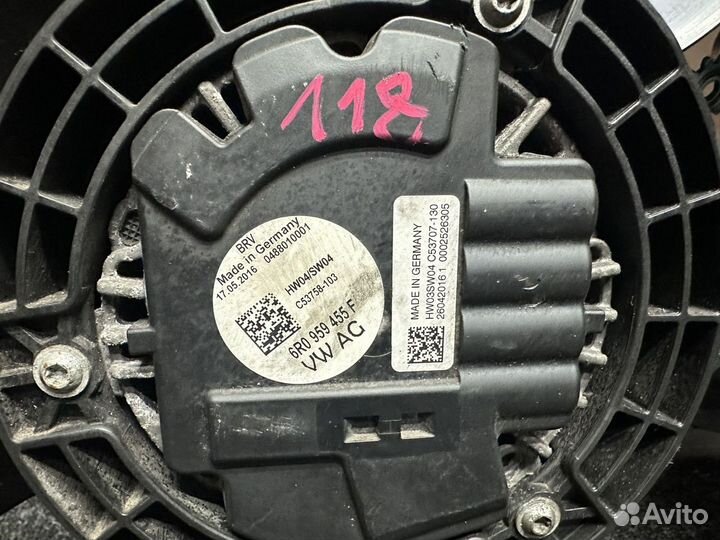 118
BRV
Made in Germany
17.05.2016 0488010001
HW04/SW04
C53758-103
6R0 959 455 F
VW AG
MADE IN GERMANY
HW03SW04 C53707-130
26042016 1 0002526305
Avito